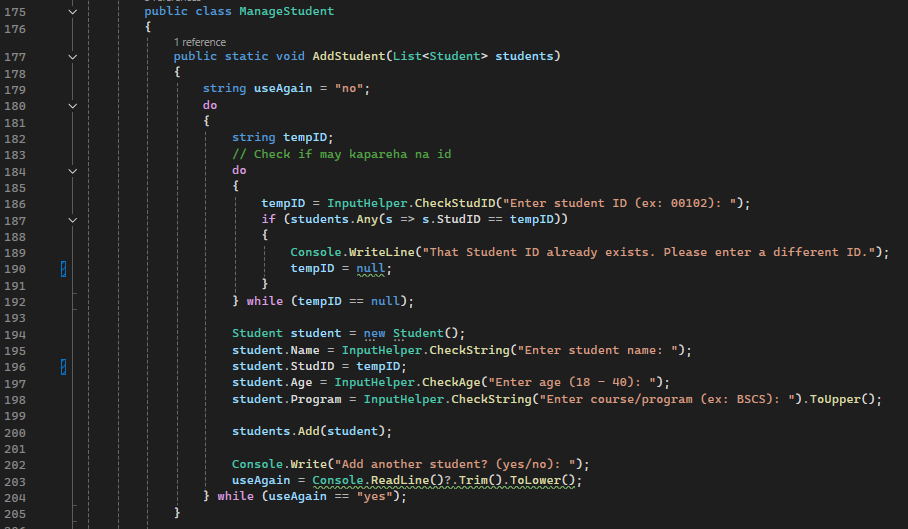 175 public class ManageStudent
176 {
1 reference
177 public static void AddStudent(List<Student> students)
178 {
179 string useAgain = "no";
180 do
181 {
182 string tempID;
183 // Check if may kapareha na id
184 do
185 {
186 tempID = InputHelper.CheckStudID("Enter student ID (ex: 00102): ");
187 if (students.Any(s => s.StudID == tempID))
188 {
189 Console.WriteLine("That Student ID already exists. Please enter a different ID.");
190 tempID = null;
191 }
192 } while (tempID == null);
193
194 Student student = new Student();
195 student.Name = InputHelper.CheckString("Enter student name: ");
196 student.StudID = tempID;
197 student.Age = InputHelper.CheckAge("Enter age (18 - 40): ");
198 student.Program = InputHelper.CheckString("Enter course/program (ex: BSCS): ").ToUpper();
199
200 students.Add(student);
201
202 Console.Write("Add another student? (yes/no): ");
203 useAgain = Console.ReadLine()?.Trim().ToLower();
204 } while (useAgain == "yes");
205 }